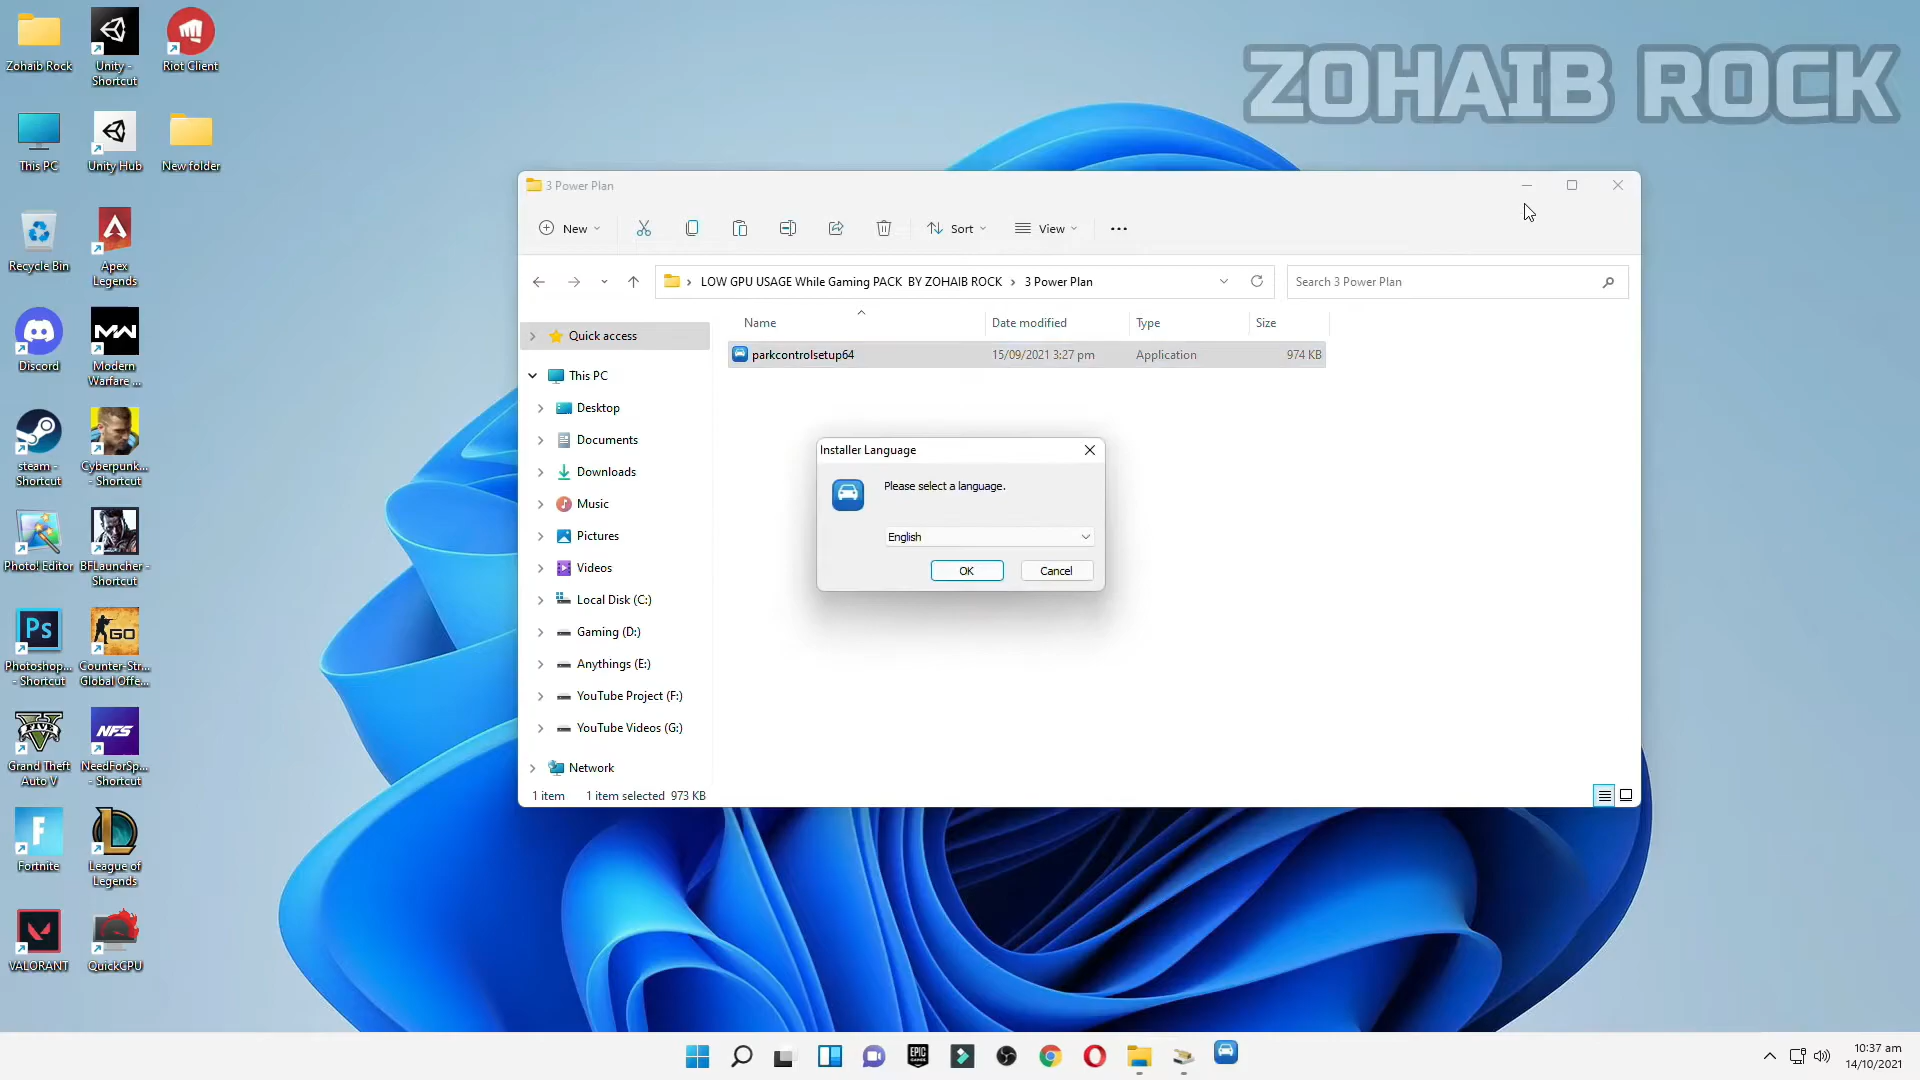 ZOHAIB ROCK
Zohaib Rock
Unity -
Shortcut
Riot Client
This PC
Unity Hub
New folder
Recycle Bin
Apex
Legends
Discord
Modern
Warfare ...
steam -
Shortcut
Cyberpunk...
- Shortcut
Photo! Editor
BFLauncher -
Shortcut
Photoshop...
- Shortcut
Counter-Str...
Global Offe...
Grand Theft
Auto V
NeedForSp...
- Shortcut
Fortnite
League of
Legends
VALORANT
QuickCPU
3 Power Plan
New
Sort
View
LOW GPU USAGE While Gaming PACK BY ZOHAIB ROCK
3 Power Plan
Search 3 Power Plan
Name
Date modified
Type
Size
parkcontrolsetup64
15/09/2021 3:27 pm
Application
974 KB
Quick access
This PC
Desktop
Documents
Downloads
Music
Pictures
Videos
Local Disk (C:)
Gaming (D:)
Anythings (E:)
YouTube Project (F:)
YouTube Videos (G:)
Network
1 item
1 item selected 973 KB
Installer Language
Please select a language.
English
OK
Cancel
Ps
GO
FIVE
NFS
EPIC
GAMES
10:37 am
14/10/2021